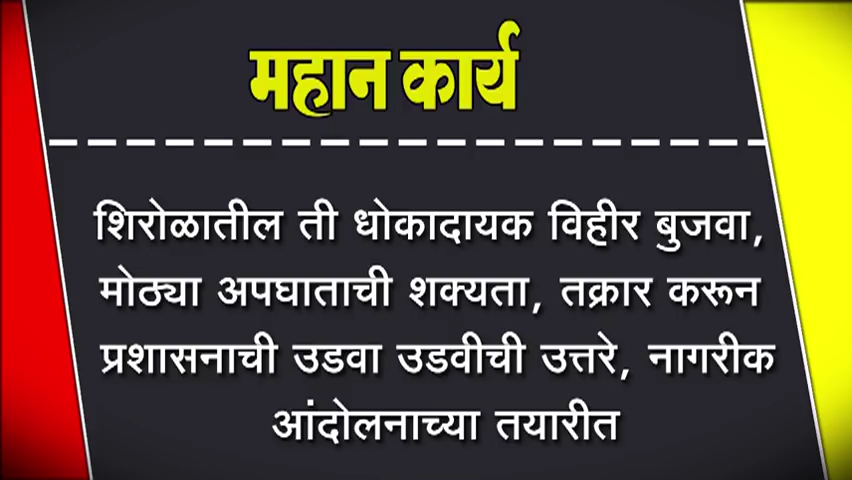 महान कार्य
शिरोळातील ती धोकादायक विहीर बुजवा,
मोठ्या अपघाताची शक्यता, तक्रार करून
प्रशासनाची उडवा उडवीची उत्तरे, नागरीक
आंदोलनाच्या तयारीत